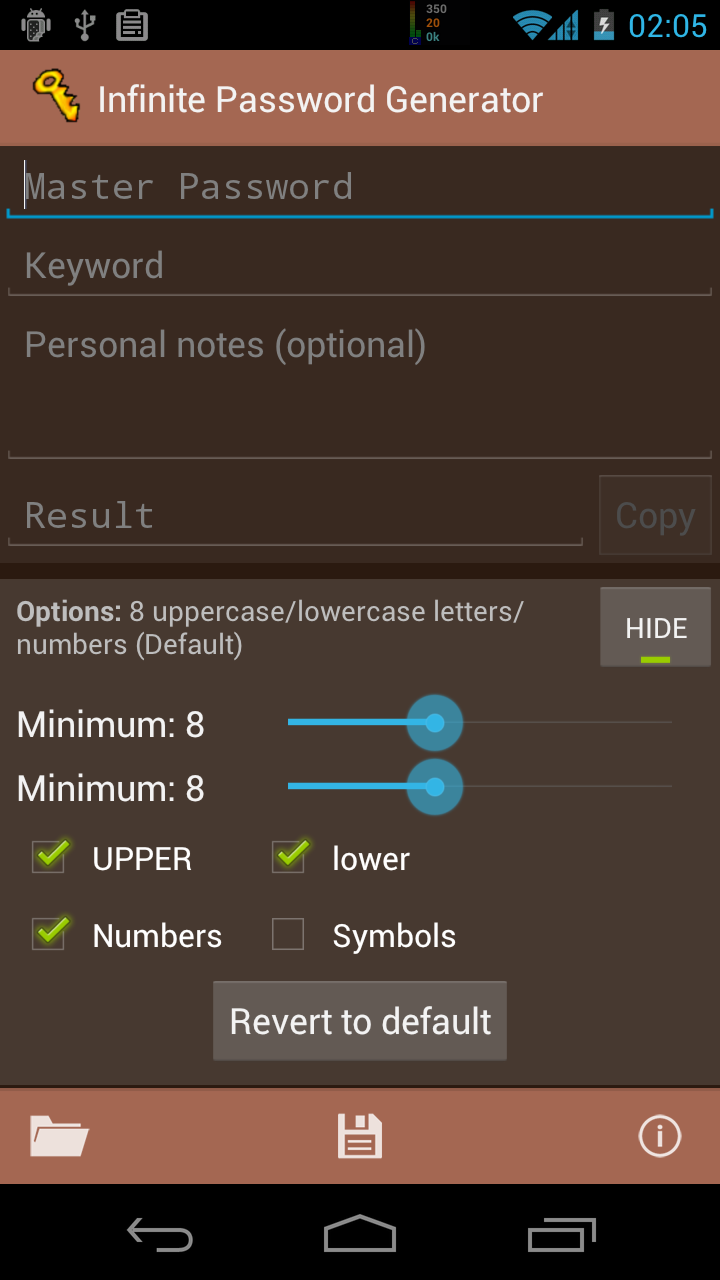 350
20
0k
C
02:05
Infinite Password Generator
Master Password
Keyword
Personal notes (optional)
Result
Copy
Options: 8 uppercase/lowercase letters/
numbers (Default)
HIDE
Minimum: 8
Minimum: 8
UPPER
lower
Numbers
Symbols
Revert to default